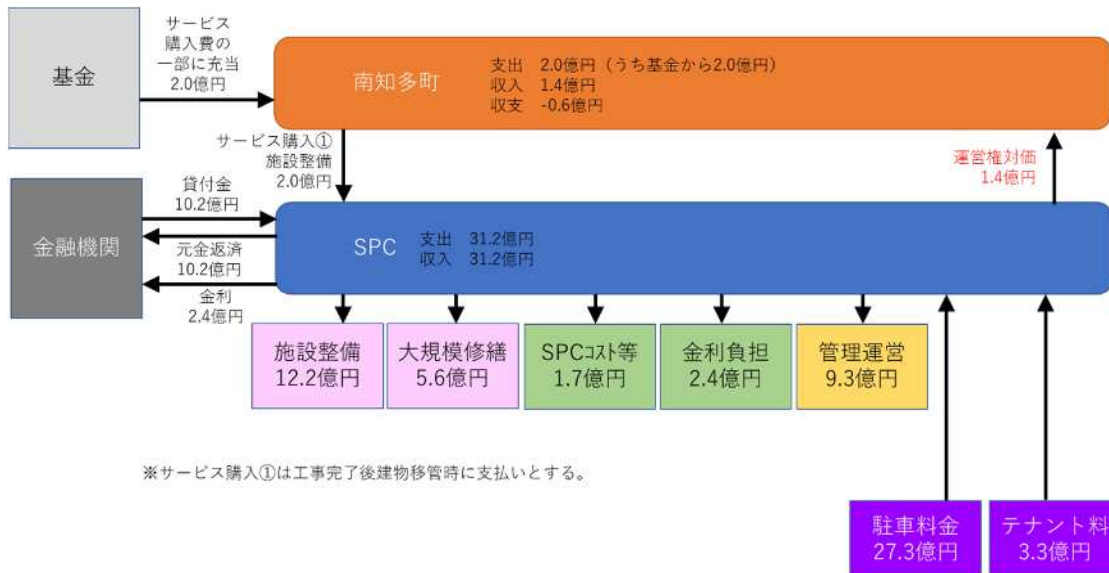 サービス
購入費の
一部に充当
2.0億円
基金
南知多町
支出 2.0億円（うち基金から2.0億円）
収入 1.4億円
収支 -0.6億円
サービス購入①
施設整備
2.0億円
運営権対価
1.4億円
貸付金
10.2億円
金融機関
元金返済
10.2億円
金利
2.4億円
SPC
支出 31.2億円
収入 31.2億円
施設整備
12.2億円
大規模修繕
5.6億円
SPCｺｽﾄ等
1.7億円
金利負担
2.4億円
管理運営
9.3億円
※サービス購入①は工事完了後建物移管時に支払いとする。
駐車料金
27.3億円
テナント料
3.3億円